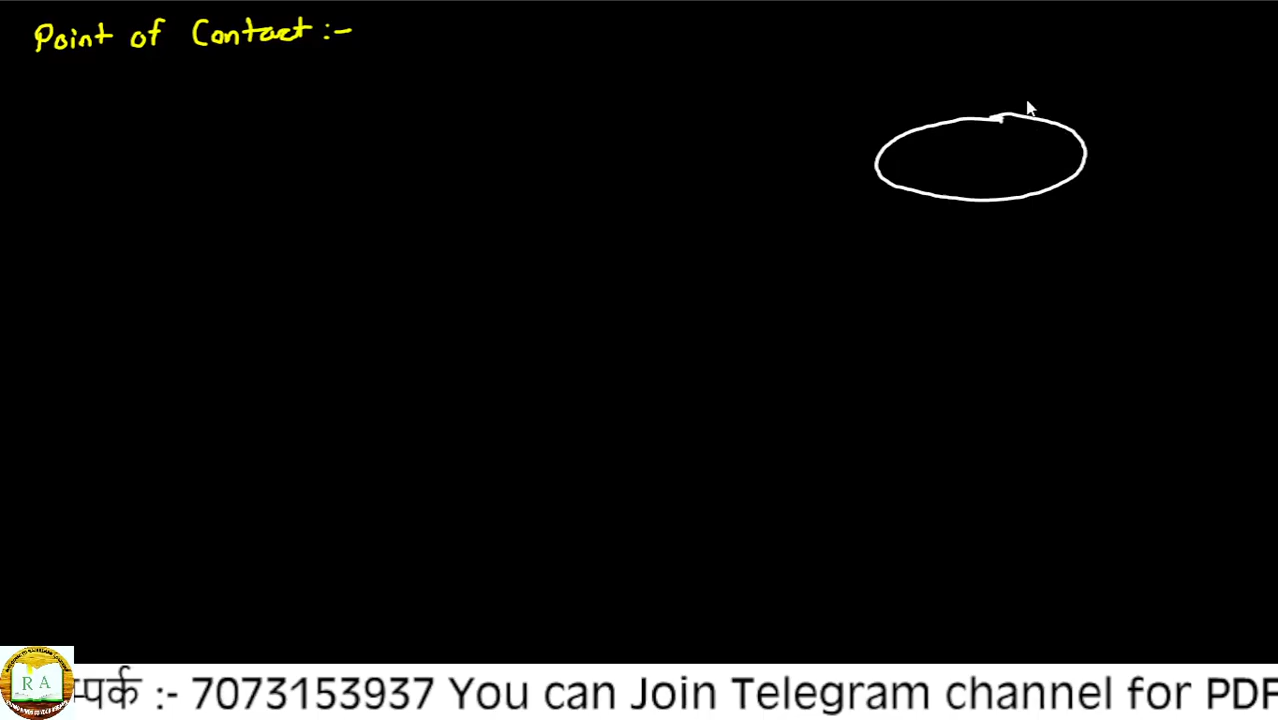 Point of Contact :-
म्पर्क :- 7073153937 You can Join Telegram channel for PDF
R A